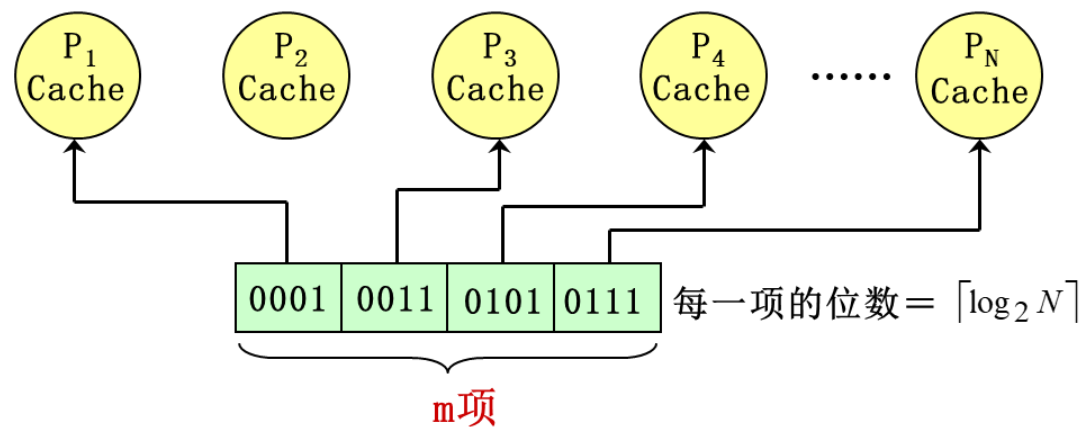 P₁ Cache
P₂ Cache
P₃ Cache
P₄ Cache
……
P_N Cache
0001 0011 0101 0111 每一项的位数＝⌈log₂ N⌉
m项